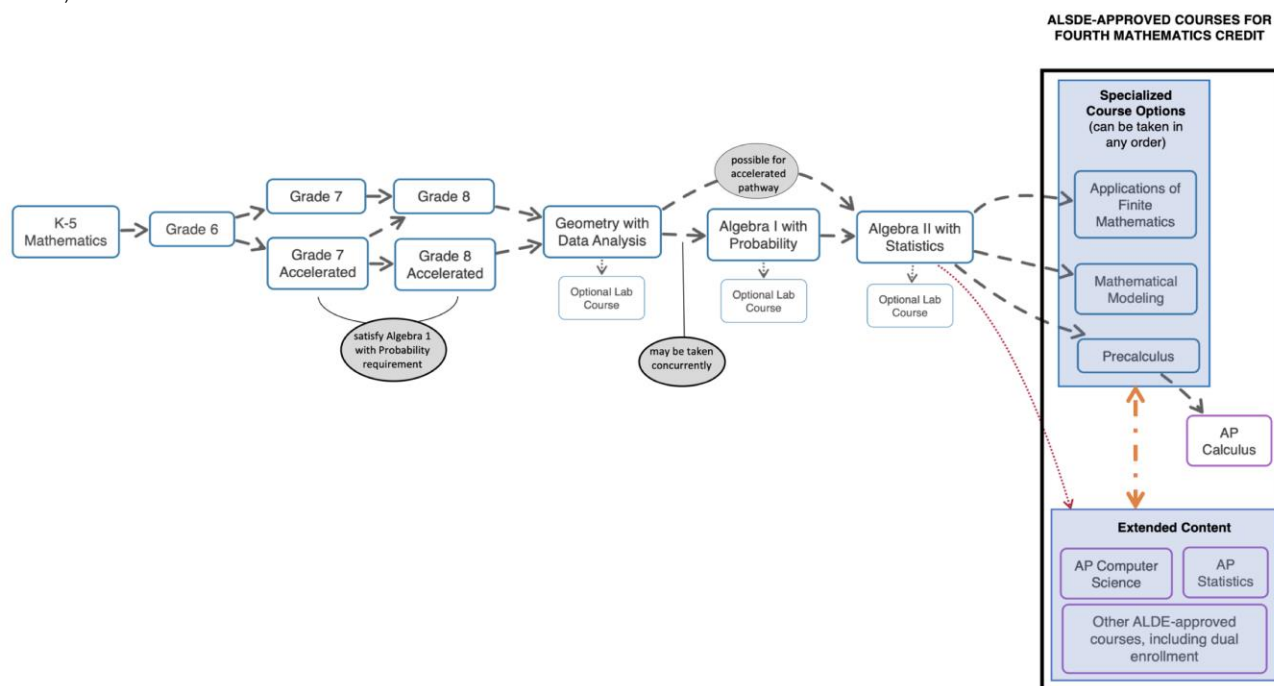 ALSDE-APPROVED COURSES FOR
FOURTH MATHEMATICS CREDIT
K-5
Mathematics
Grade 6
Grade 7
Grade 7
Accelerated
Grade 8
Grade 8
Accelerated
satisfy Algebra 1
with Probability
requirement
Geometry with
Data Analysis
Optional Lab
Course
possible for
accelerated
pathway
may be taken
concurrently
Algebra I with
Probability
Optional Lab
Course
Algebra II with
Statistics
Optional Lab
Course
Specialized
Course Options
(can be taken in
any order)
Applications of
Finite
Mathematics
Mathematical
Modeling
Precalculus
AP
Calculus
Extended Content
AP Computer
Science
AP
Statistics
Other ALDE-approved
courses, including dual
enrollment